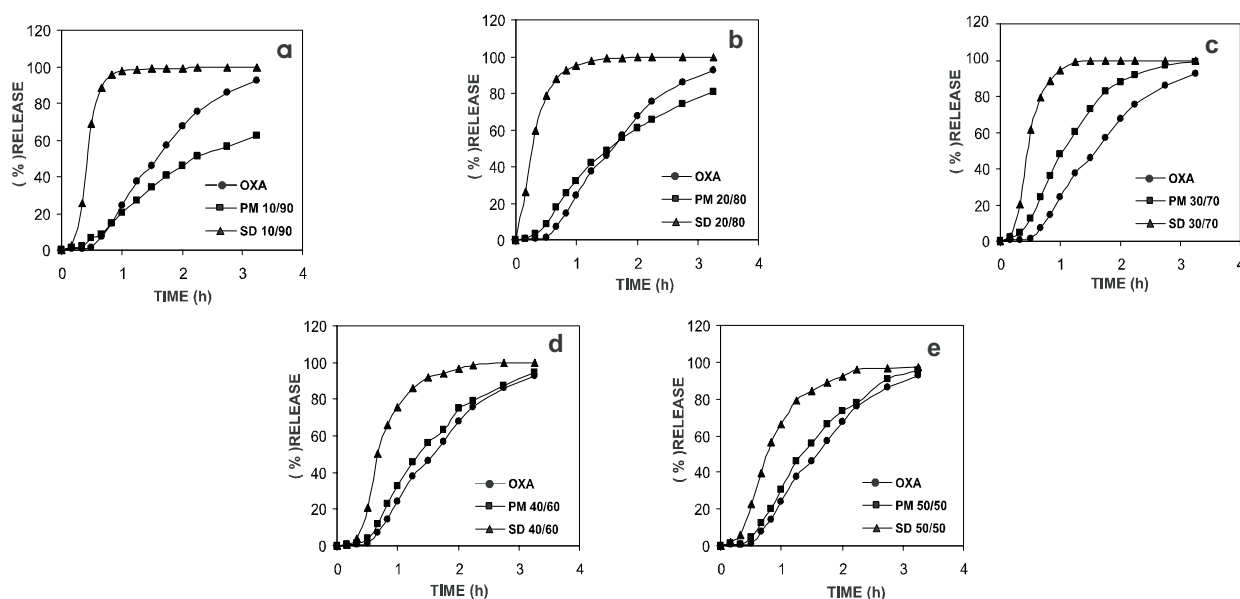 a
120
100
80
60
40
20
0
( % )RELEASE
OXA
PM 10/90
SD 10/90
0 1 2 3 4
TIME (h)
b
120
100
80
60
40
20
0
( % )RELEASE
OXA
PM 20/80
SD 20/80
0 1 2 3 4
TIME (h)
c
120
100
80
60
40
20
0
( % )RELEASE
OXA
PM 30/70
SD 30/70
0 1 2 3 4
TIME (h)
d
120
100
80
60
40
20
0
( % )RELEASE
OXA
PM 40/60
SD 40/60
0 1 2 3 4
TIME (h)
e
120
100
80
60
40
20
0
( % )RELEASE
OXA
PM 50/50
SD 50/50
0 1 2 3 4
TIME (h)